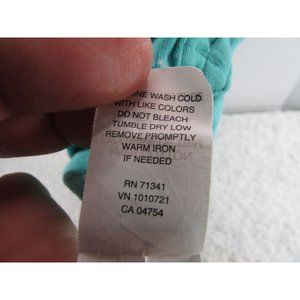 INE WASH COLD
WITH LIKE COLORS
DO NOT BLEACH
TUMBLE DRY LOW
REMOVE PROMPTLY
WARM IRON
IF NEEDED
RN 71341
VN 1010721
CA 04754